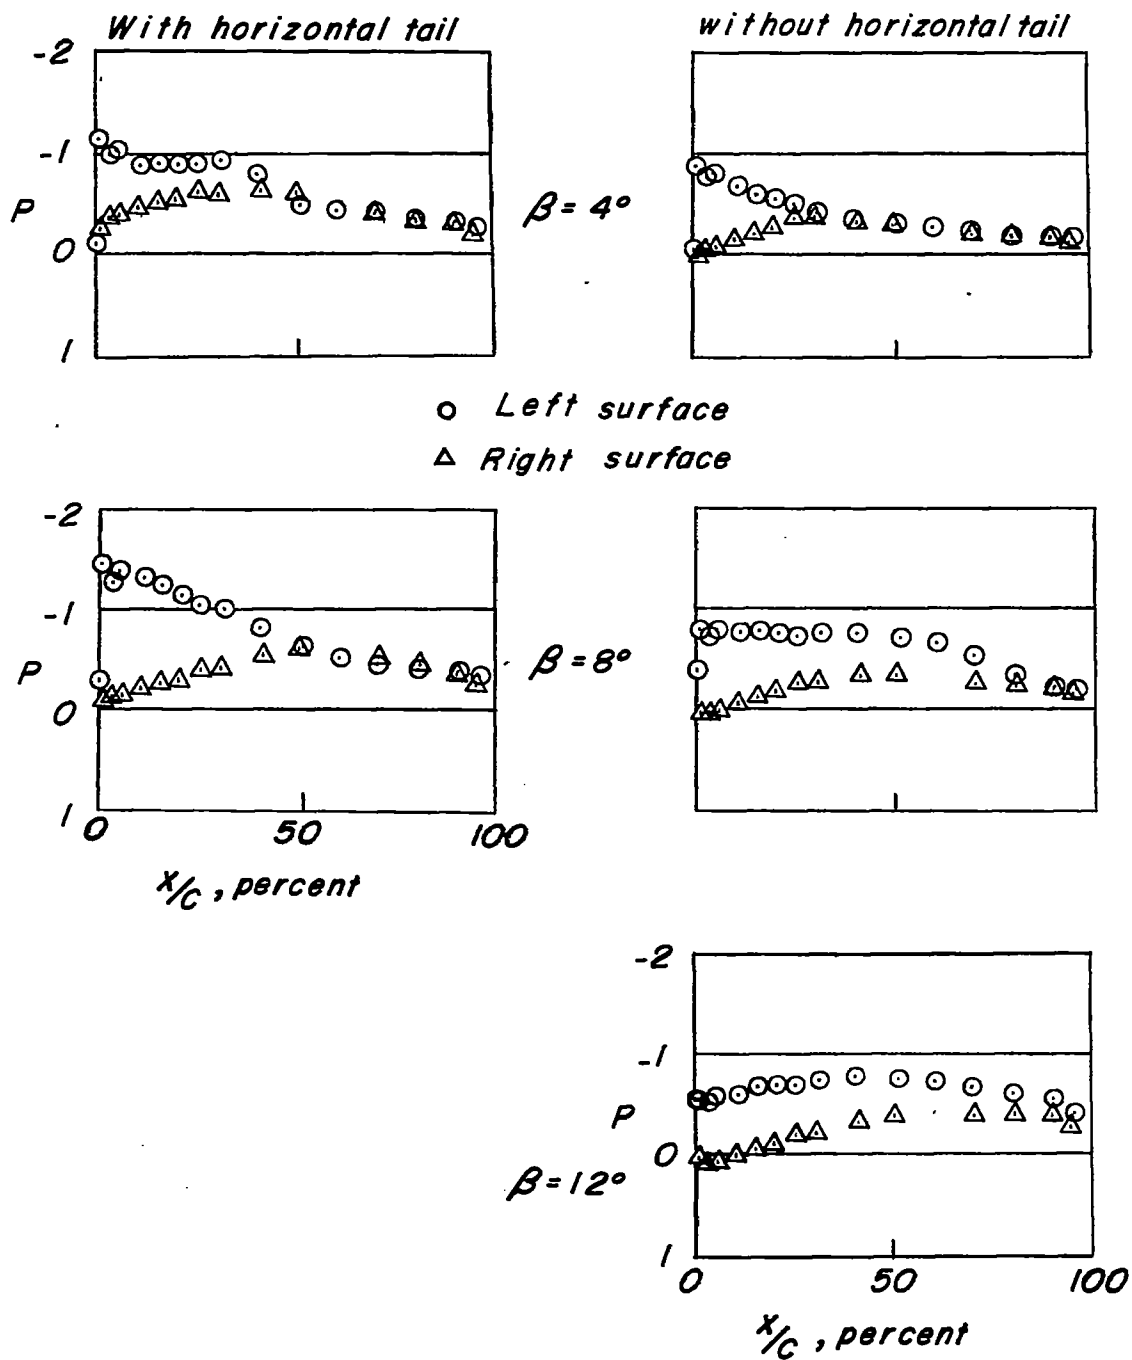 With horizontal tail
without horizontal tail
-2
-1
P
0
1
β = 4°
Left surface
Right surface
-2
-1
P
0
1
0 50 100
x/c, percent
β = 8°
-2
-1
P
0
1
0 50 100
x/c, percent
β = 12°